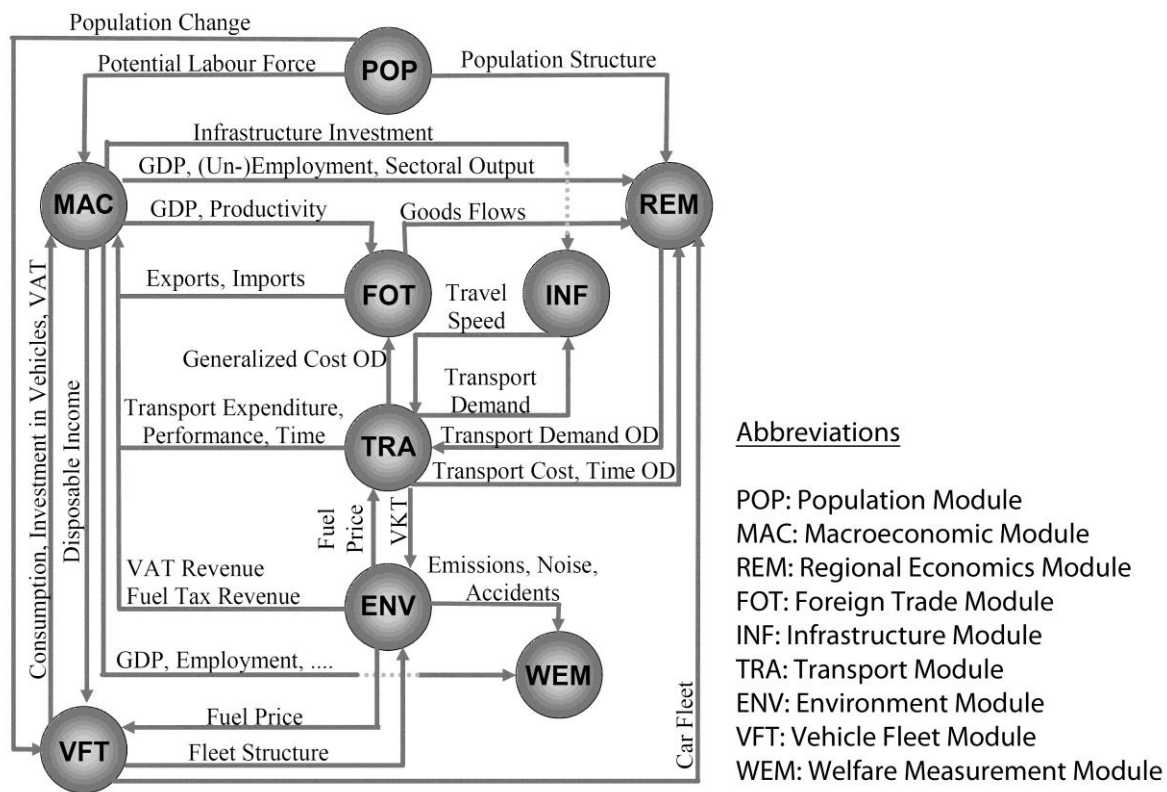 Population Change
Potential Labour Force
POP
Population Structure
Infrastructure Investment
GDP, (Un-)Employment, Sectoral Output
MAC
REM
GDP, Productivity
Goods Flows
Exports, Imports
FOT
Travel
Speed
INF
Generalized Cost OD
Transport
Demand
Transport Expenditure,
Performance, Time
TRA
Transport Demand OD
Transport Cost, Time OD
Consumption, Investment in Vehicles, VAT
Disposable Income
Fuel
Price
VKT
VAT Revenue
Fuel Tax Revenue
ENV
Emissions, Noise,
Accidents
GDP, Employment, ....
WEM
Fuel Price
VFT
Fleet Structure
Car Fleet
Abbreviations
POP: Population Module
MAC: Macroeconomic Module
REM: Regional Economics Module
FOT: Foreign Trade Module
INF: Infrastructure Module
TRA: Transport Module
ENV: Environment Module
VFT: Vehicle Fleet Module
WEM: Welfare Measurement Module